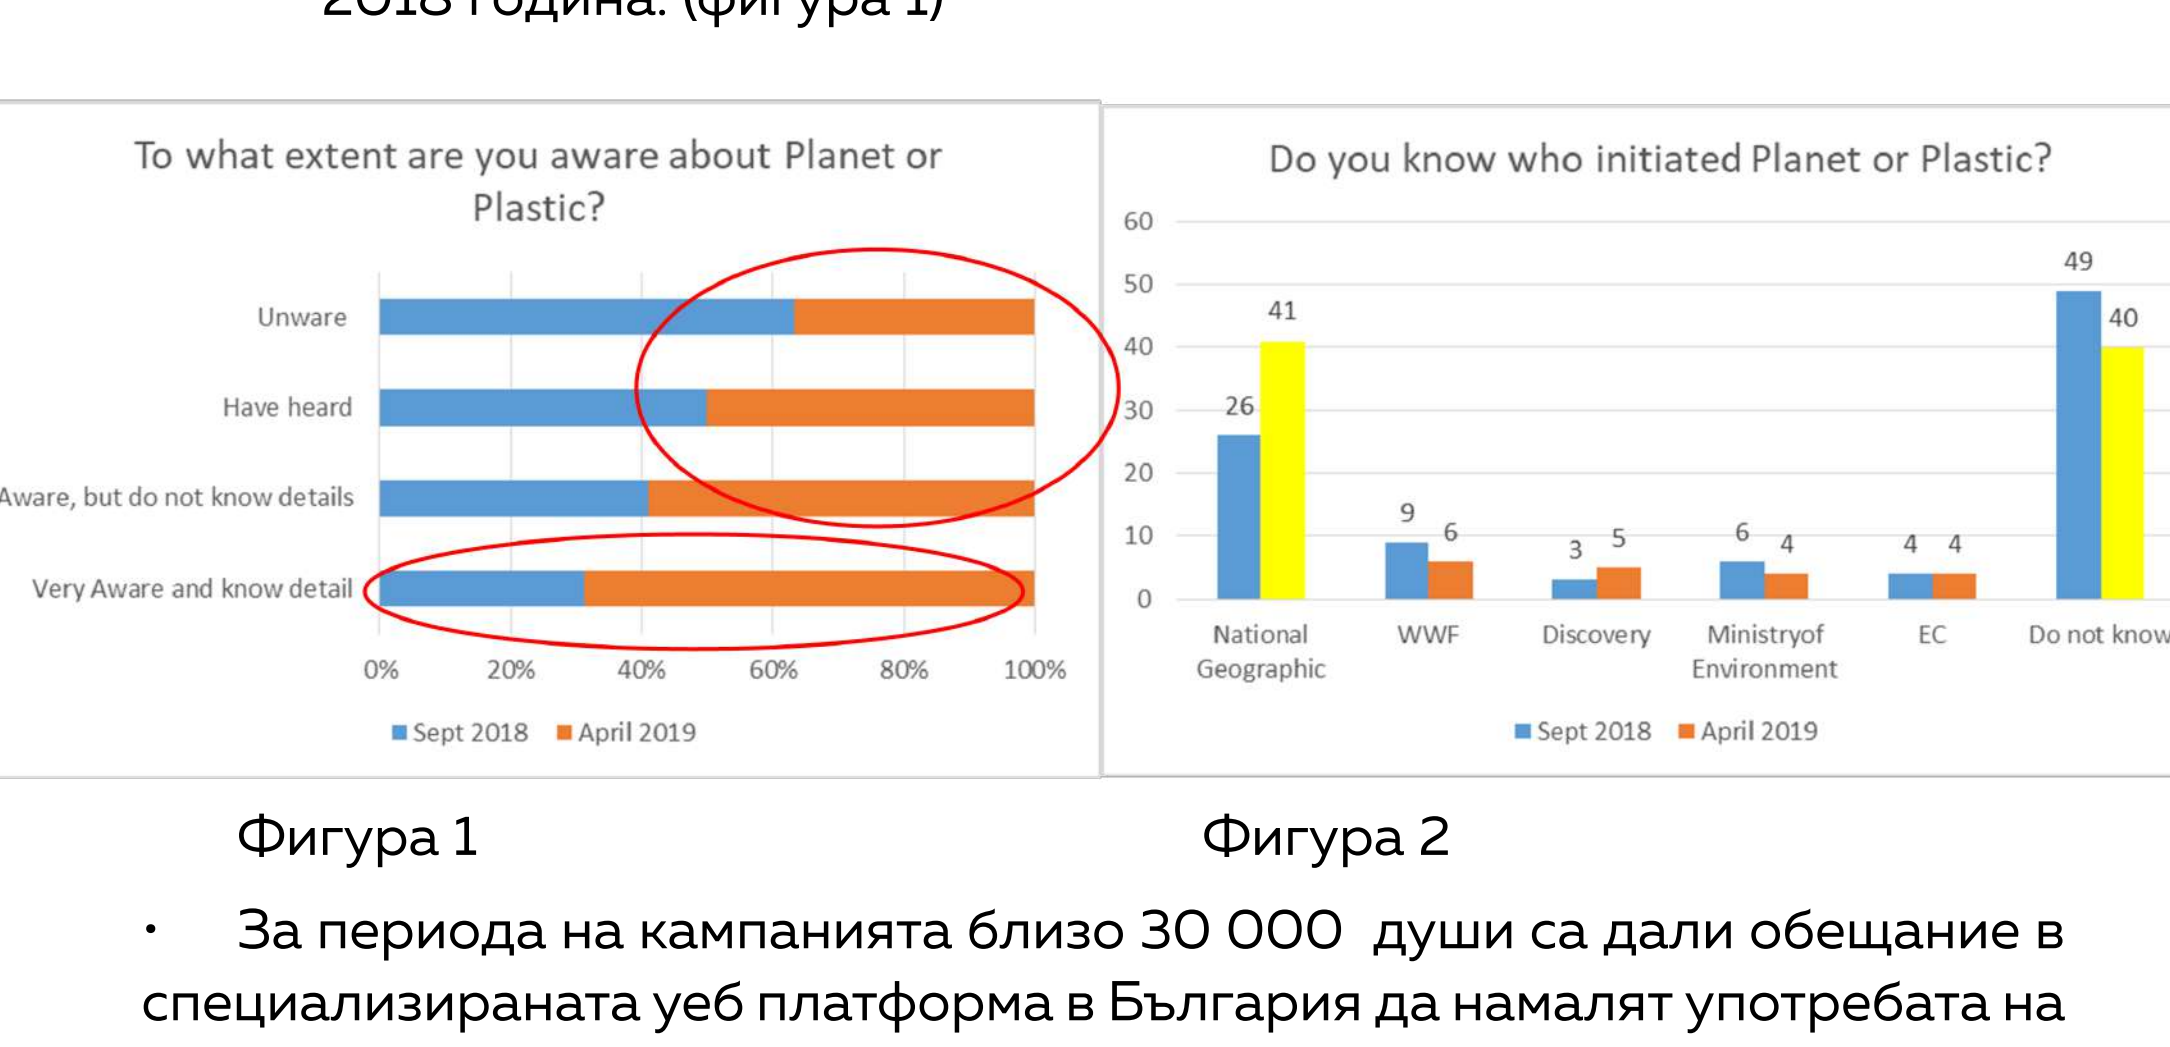 2018 година. (фигура 1)
To what extent are you aware about Planet or
Plastic?
Unware
Have heard
Aware, but do not know details
Very Aware and know detail
0% 20% 40% 60% 80% 100%
Sept 2018 April 2019
Do you know who initiated Planet or Plastic?
60
50
40
30
20
10
0
26 41
9 6
3 5
6 4
4 4
49 40
National Geographic
WWF
Discovery
Ministryof Environment
EC
Do not know
Sept 2018 April 2019
Фигура 1 Фигура 2
• За периода на кампанията близо 30 000 души са дали обещание в
специализираната уеб платформа в България да намалят употребата на